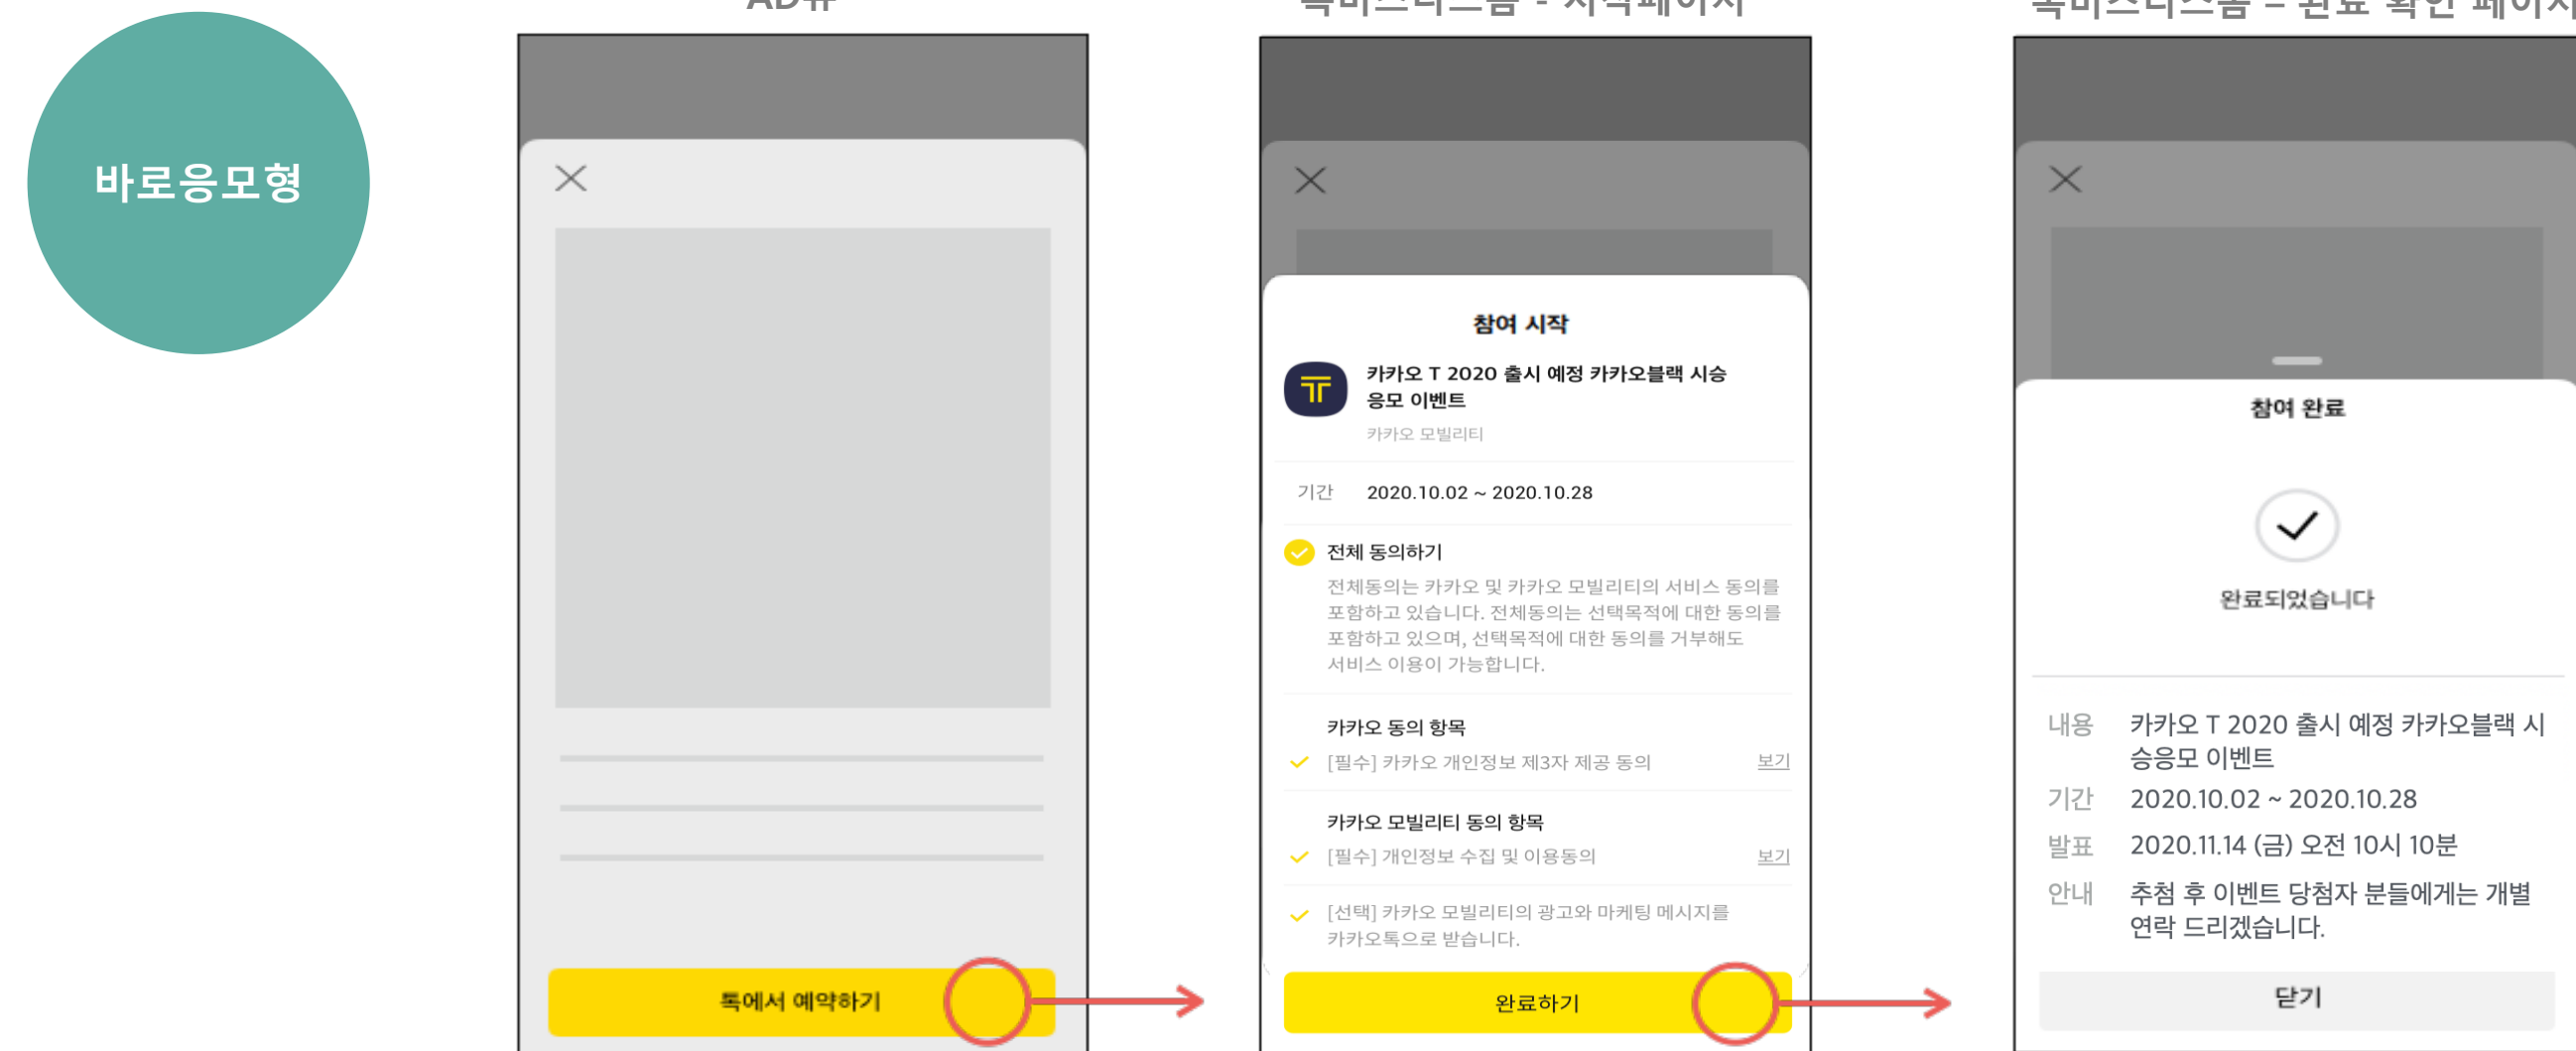 바로응모형
톡에서 예약하기
참여 시작
카카오 T 2020 출시 예정 카카오블랙 시승
응모 이벤트
카카오 모빌리티
기간 2020.10.02 ~ 2020.10.28
전체 동의하기
전체동의는 카카오 및 카카오 모빌리티의 서비스 동의를
포함하고 있습니다. 전체동의는 선택목적에 대한 동의를
포함하고 있으며, 선택목적에 대한 동의를 거부해도
서비스 이용이 가능합니다.
카카오 동의 항목
[필수] 카카오 개인정보 제3자 제공 동의 보기
카카오 모빌리티 동의 항목
[필수] 개인정보 수집 및 이용동의 보기
[선택] 카카오 모빌리티의 광고와 마케팅 메시지를
카카오톡으로 받습니다.
완료하기
참여 완료
완료되었습니다
내용 카카오 T 2020 출시 예정 카카오블랙 시
승응모 이벤트
기간 2020.10.02 ~ 2020.10.28
발표 2020.11.14 (금) 오전 10시 10분
안내 추첨 후 이벤트 당첨자 분들에게는 개별
연락 드리겠습니다.
닫기